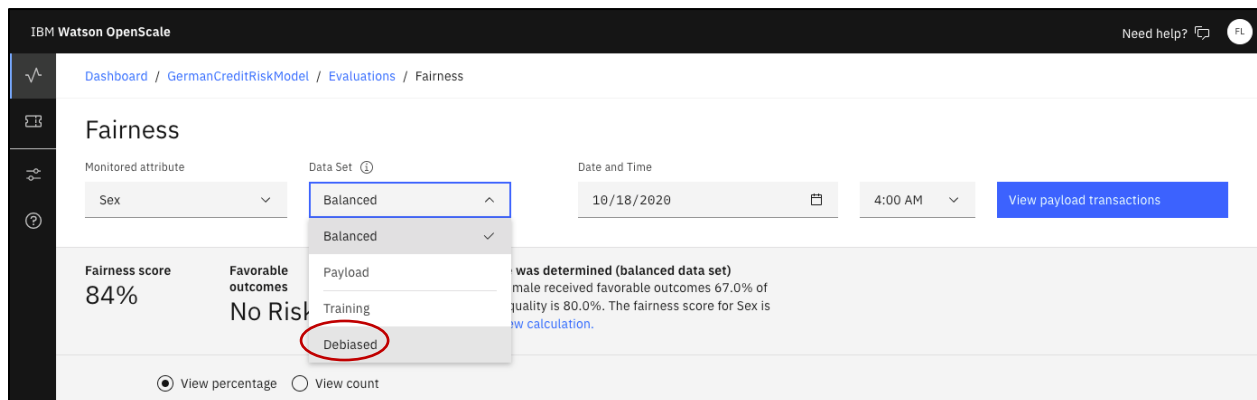 IBM Watson OpenScale
Need help?
FL
Dashboard / GermanCreditRiskModel / Evaluations / Fairness
Fairness
Monitored attribute
Data Set
Date and Time
Sex
Balanced
10/18/2020
4:00 AM
View payload transactions
Balanced
Payload
Training
Debiased
Fairness score
84%
Favorable
outcomes
No Risk
was determined (balanced data set)
male received favorable outcomes 67.0% of
quality is 80.0%. The fairness score for Sex is
ew calculation.
View percentage
View count